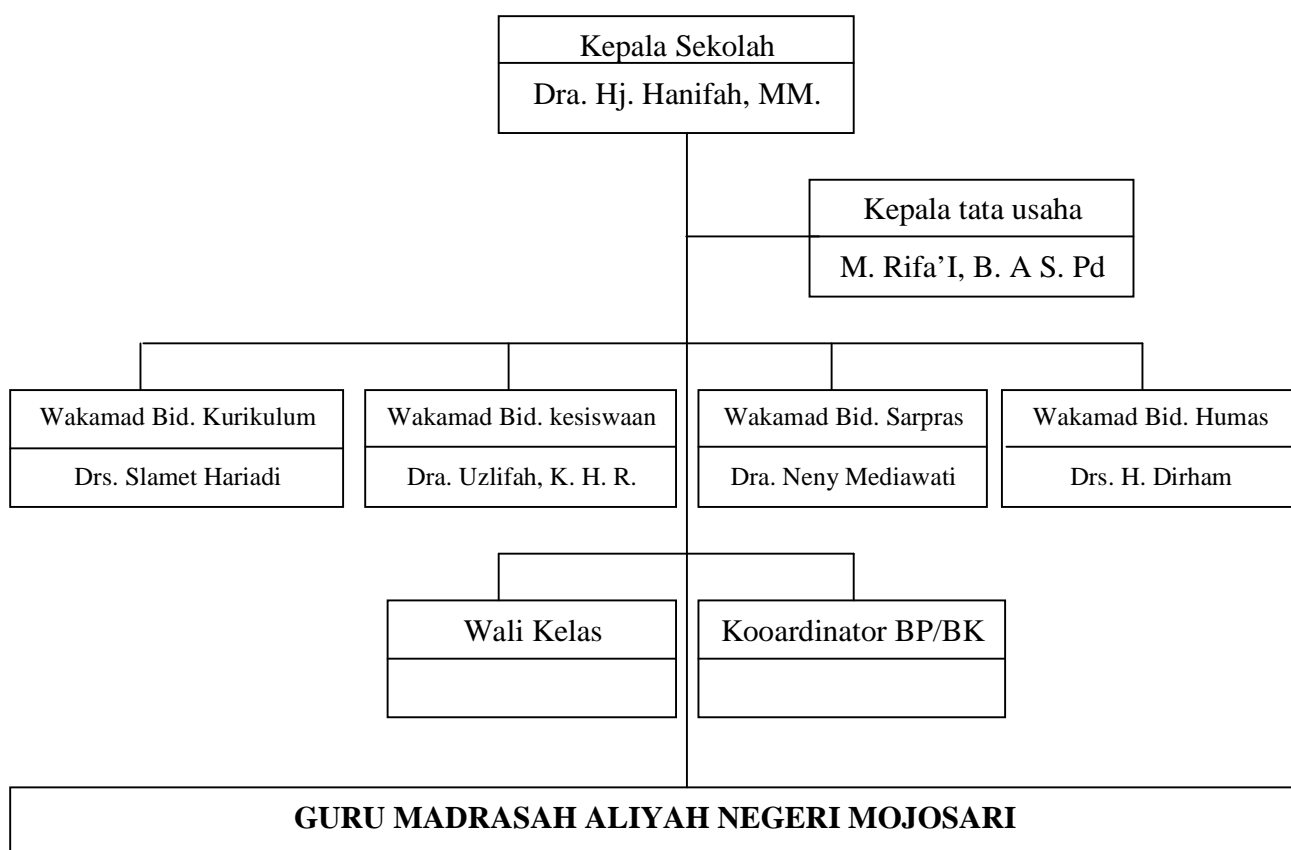 Kepala Sekolah
Dra. Hj. Hanifah, MM.
Kepala tata usaha
M. Rifa’I, B. A S. Pd
Wakamad Bid. Kurikulum
Drs. Slamet Hariadi
Wakamad Bid. kesiswaan
Dra. Uzlifah, K. H. R.
Wakamad Bid. Sarpras
Dra. Neny Mediawati
Wakamad Bid. Humas
Drs. H. Dirham
Wali Kelas
Kooardinator BP/BK
GURU MADRASAH ALIYAH NEGERI MOJOSARI